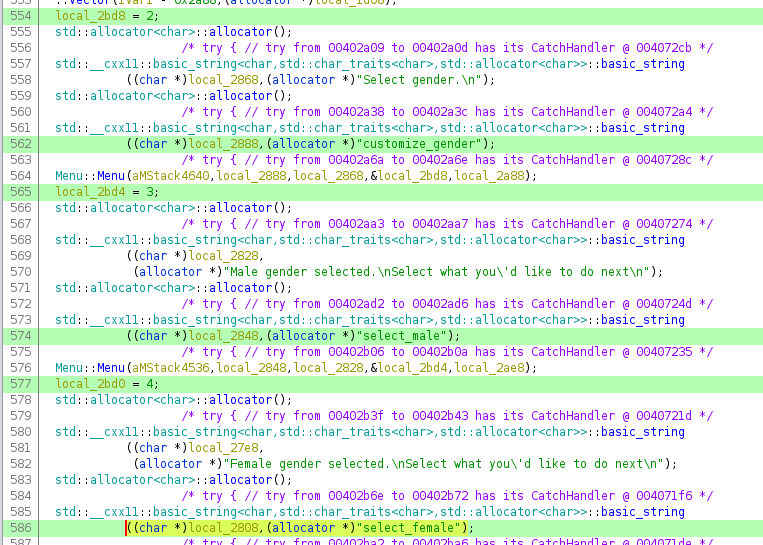 554 local_2bd8 = 2;
555 std::allocator<char>::allocator();
556 /* try { // try from 00402a09 to 00402a0d has its CatchHandler @ 004072cb */
557 std::__cxx11::basic_string<char,std::char_traits<char>,std::allocator<char>>::basic_string
558 ((char *)local_2868,(allocator *)"Select gender.\n");
559 std::allocator<char>::allocator();
560 /* try { // try from 00402a38 to 00402a3c has its CatchHandler @ 004072a4 */
561 std::__cxx11::basic_string<char,std::char_traits<char>,std::allocator<char>>::basic_string
562 ((char *)local_2888,(allocator *)"customize_gender");
563 /* try { // try from 00402a6a to 00402a6e has its CatchHandler @ 0040728c */
564 Menu::Menu(aMStack4640,local_2888,local_2868,&local_2bd8,local_2a88);
565 local_2bd4 = 3;
566 std::allocator<char>::allocator();
567 /* try { // try from 00402aa3 to 00402aa7 has its CatchHandler @ 00407274 */
568 std::__cxx11::basic_string<char,std::char_traits<char>,std::allocator<char>>::basic_string
569 ((char *)local_2828,
570 (allocator *)"Male gender selected.\nSelect what you\'d like to do next\n");
571 std::allocator<char>::allocator();
572 /* try { // try from 00402ad2 to 00402ad6 has its CatchHandler @ 0040724d */
573 std::__cxx11::basic_string<char,std::char_traits<char>,std::allocator<char>>::basic_string
574 ((char *)local_2848,(allocator *)"select_male");
575 /* try { // try from 00402b06 to 00402b0a has its CatchHandler @ 00407235 */
576 Menu::Menu(aMStack4536,local_2848,local_2828,&local_2bd4,local_2ae8);
577 local_2bd0 = 4;
578 std::allocator<char>::allocator();
579 /* try { // try from 00402b3f to 00402b43 has its CatchHandler @ 0040721d */
580 std::__cxx11::basic_string<char,std::char_traits<char>,std::allocator<char>>::basic_string
581 ((char *)local_27e8,
582 (allocator *)"Female gender selected.\nSelect what you\'d like to do next\n");
583 std::allocator<char>::allocator();
584 /* try { // try from 00402b6e to 00402b72 has its CatchHandler @ 004071f6 */
585 std::__cxx11::basic_string<char,std::char_traits<char>,std::allocator<char>>::basic_string
586 ((char *)local_2808,(allocator *)"select_female");
587 /* try { // try from 00402ba2 to 00402ba6 has its CatchHandler @ 004071de */